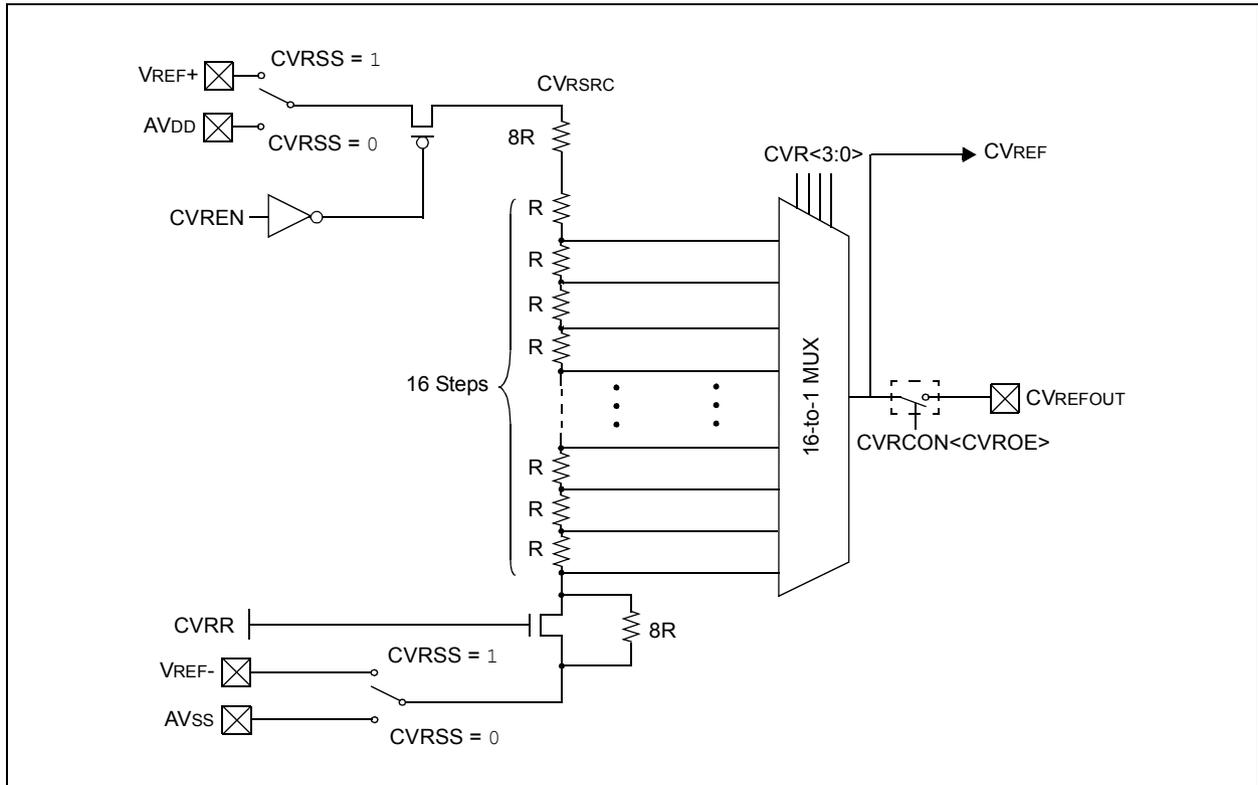 CVRSS = 1
VREF+
CVRSRC
AVDD
8R
CVRSS = 0
CVR<3:0>
CVREF
CVREN
R
R
R
R
16 Steps
16-to-1 MUX
CVREFOUT
CVRCON<CVROE>
R
R
R
CVRR
8R
CVRSS = 1
VREF-
AVSS
CVRSS = 0